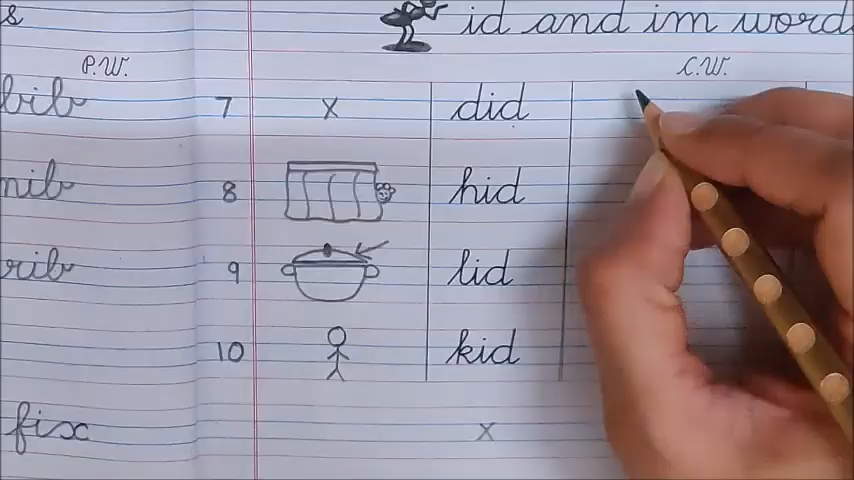 & id and im word
P.W. C.W.
bib 7 x did
nib 8 hid
rib 9 lid
10 kid
fix x